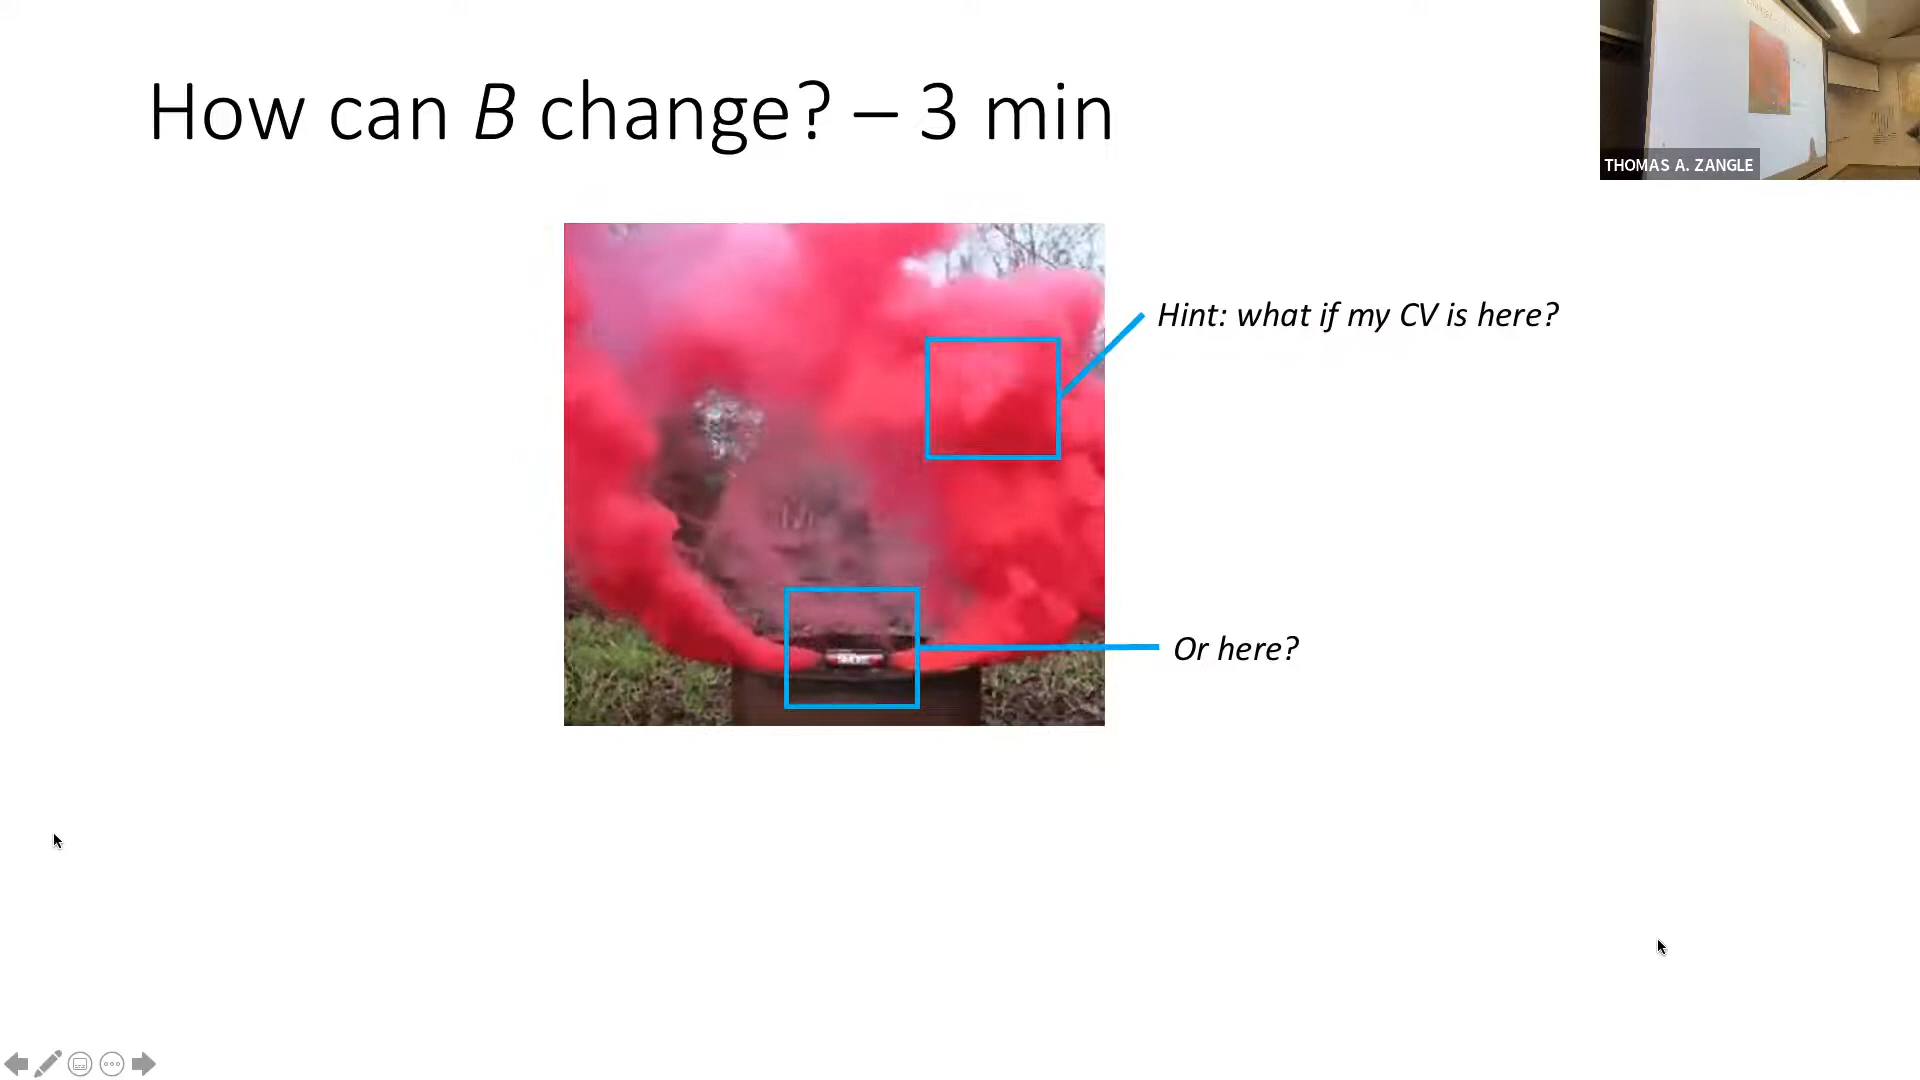 How can B change? – 3 min
THOMAS A. ZANGLE
Hint: what if my CV is here?
Or here?